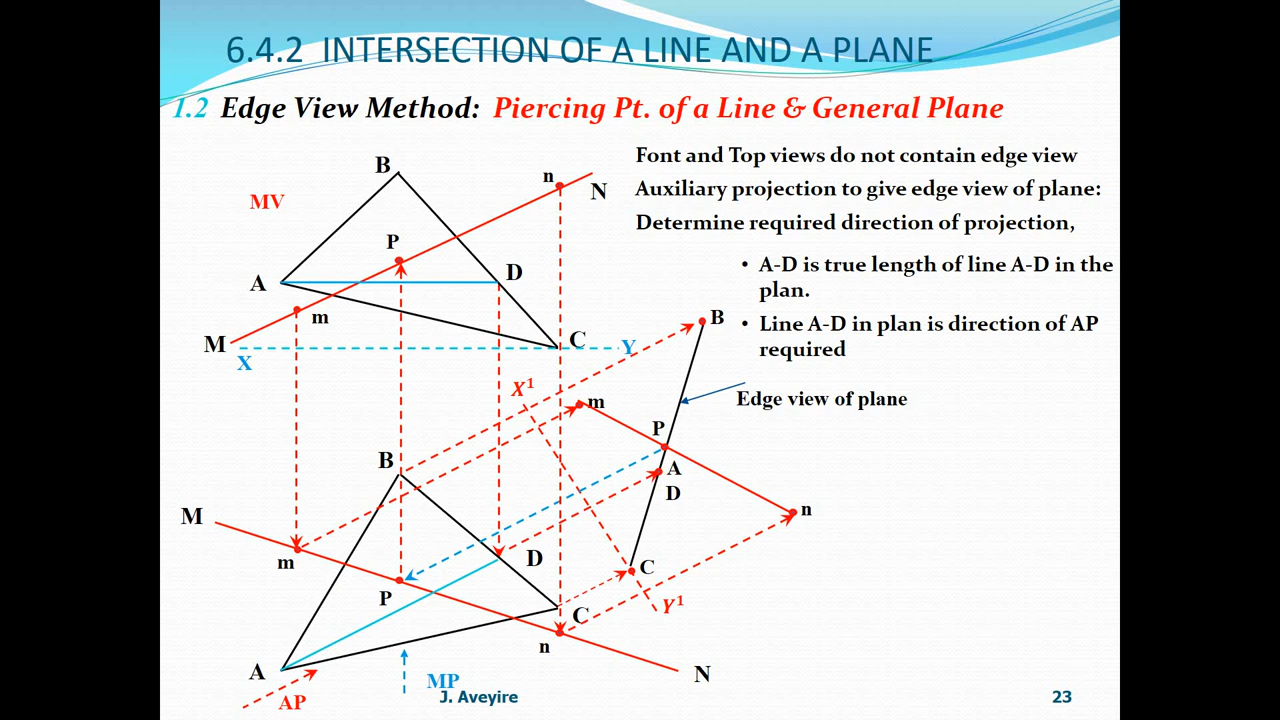 6.4.2 INTERSECTION OF A LINE AND A PLANE
1.2 Edge View Method: Piercing Pt. of a Line & General Plane
Font and Top views do not contain edge view
Auxiliary projection to give edge view of plane:
Determine required direction of projection,
• A-D is true length of line A-D in the
plan.
• Line A-D in plan is direction of AP
required
B
n
N
MV
P
A
D
m
M
C
X
Y
B
X¹
m
Edge view of plane
P
B
A
D
n
M
m
D
C
P
Y¹
C
n
A
N
MP
AP
J. Aveyire
23